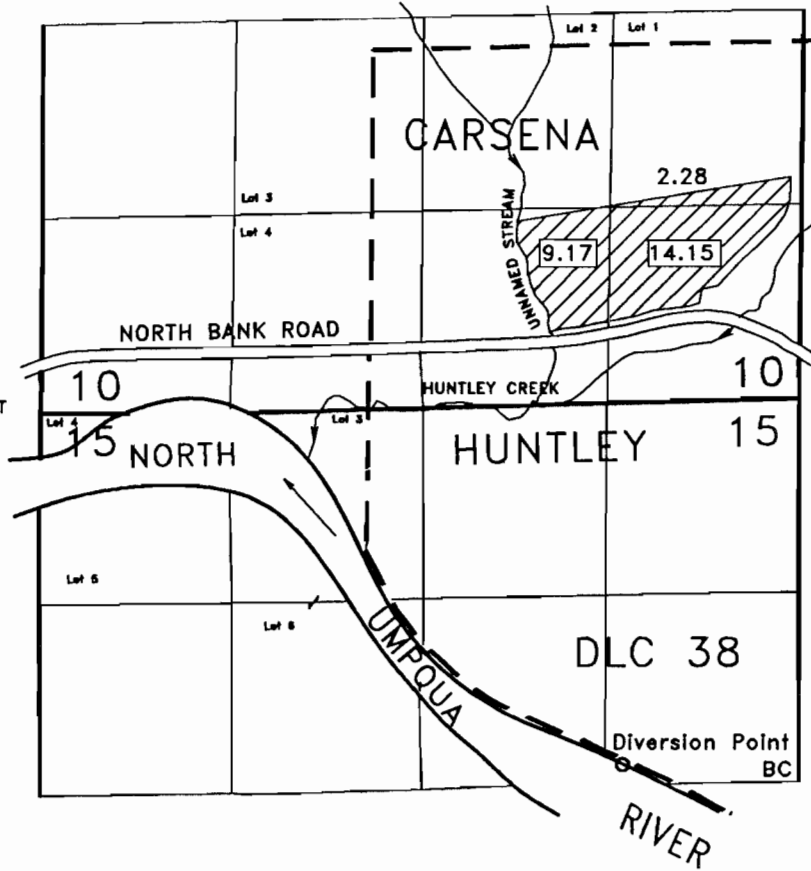 Lot 2 Lot 1
CARSENA
2.28
Lot 3
Lot 4
UNNAMED STREAM
9.17 14.15
NORTH BANK ROAD
10 HUNTLEY CREEK 10
T
Lot 4 Lot 3
15 NORTH HUNTLEY 15
Lot 5
Lot 6
UMPQUA
DLC 38
Diversion Point
BC
RIVER